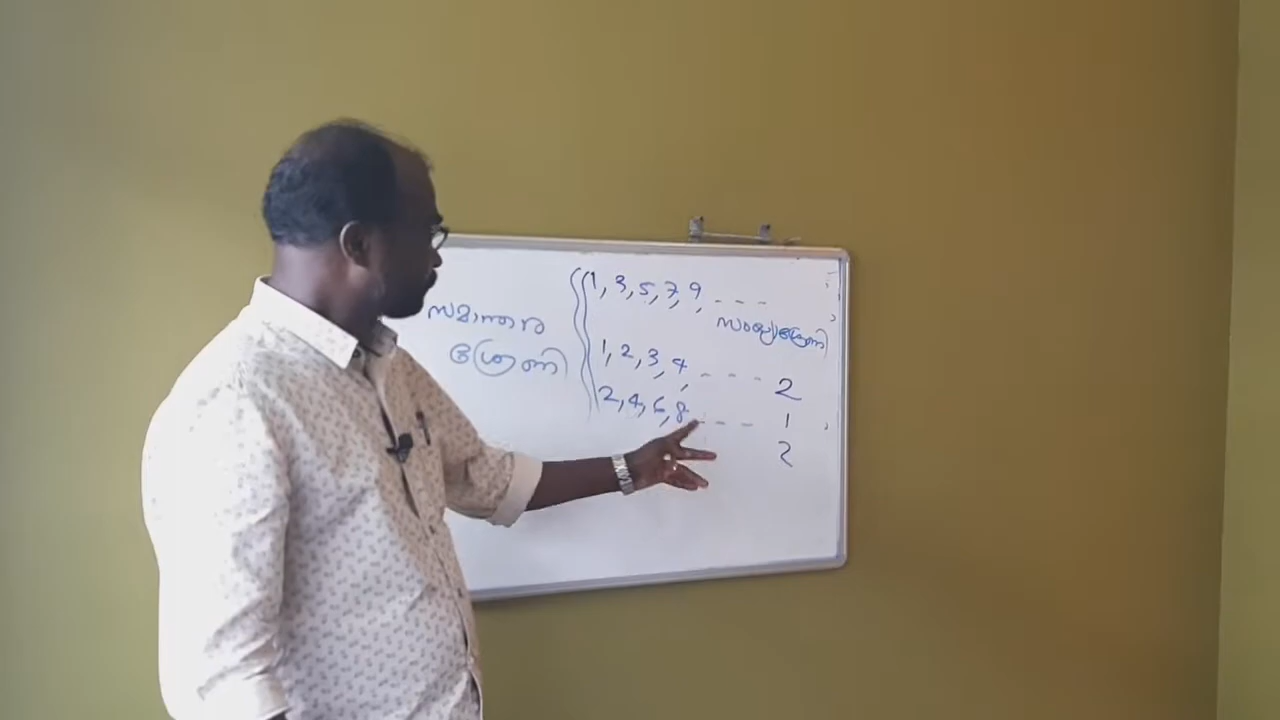 1, 3, 5, 7, 9, - - -
സമാന്തര
സംഖ്യാശ്രേണി
ശ്രേണി
1, 2, 3, 4, - - - 2
2, 4, 6, 8 - - - 1
2